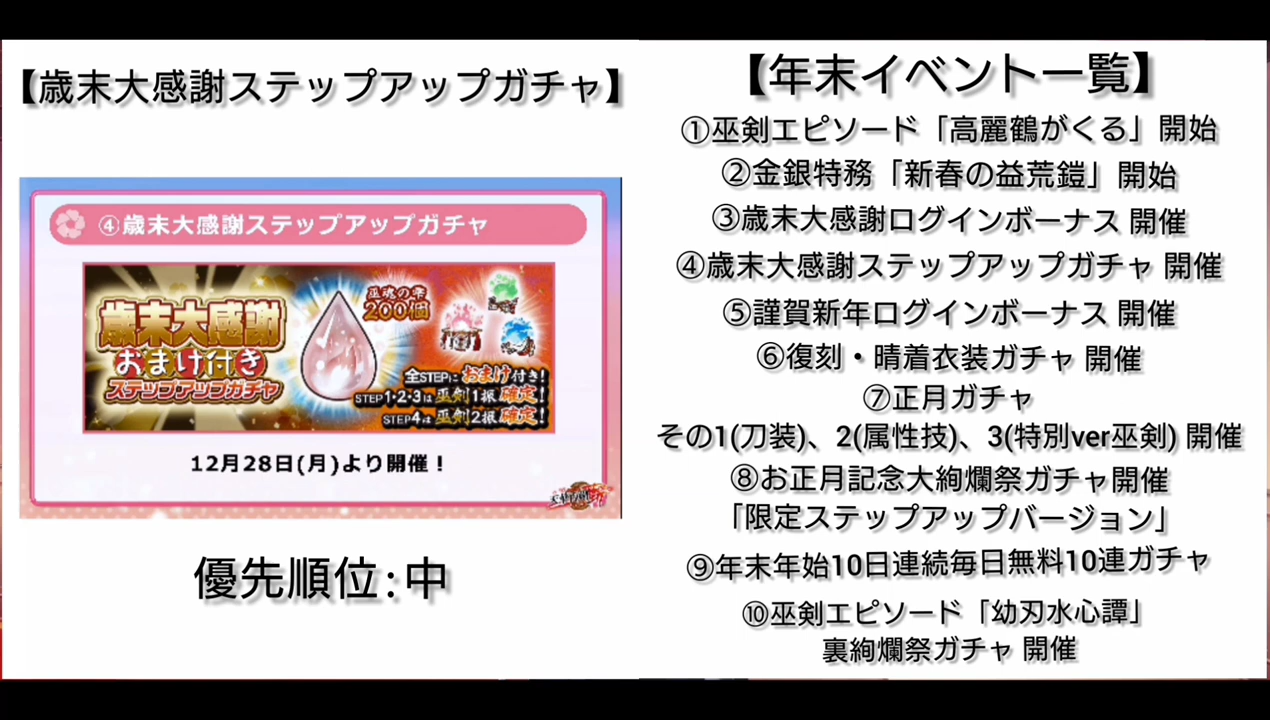 【歳末大感謝ステップアップガチャ】
④歳末大感謝ステップアップガチャ
歳末大感謝
おまけ付き
ステップアップガチャ
巫魂の雫
200個
全STEPにおまけ付き!
STEP1・2・3は巫剣1振確定!
STEP4は巫剣2振確定!
12月28日(月)より開催!
優先順位:中
【年末イベント一覧】
①巫剣エピソード「高麗鶴がくる」開始
②金銀特務「新春の益荒鎧」開始
③歳末大感謝ログインボーナス 開催
④歳末大感謝ステップアップガチャ 開催
⑤謹賀新年ログインボーナス 開催
⑥復刻・晴着衣装ガチャ 開催
⑦正月ガチャ
その1(刀装)、2(属性技)、3(特別ver巫剣) 開催
⑧お正月記念大絢爛祭ガチャ開催
「限定ステップアップバージョン」
⑨年末年始10日連続毎日無料10連ガチャ
⑩巫剣エピソード「幼刃水心譚」
裏絢爛祭ガチャ 開催